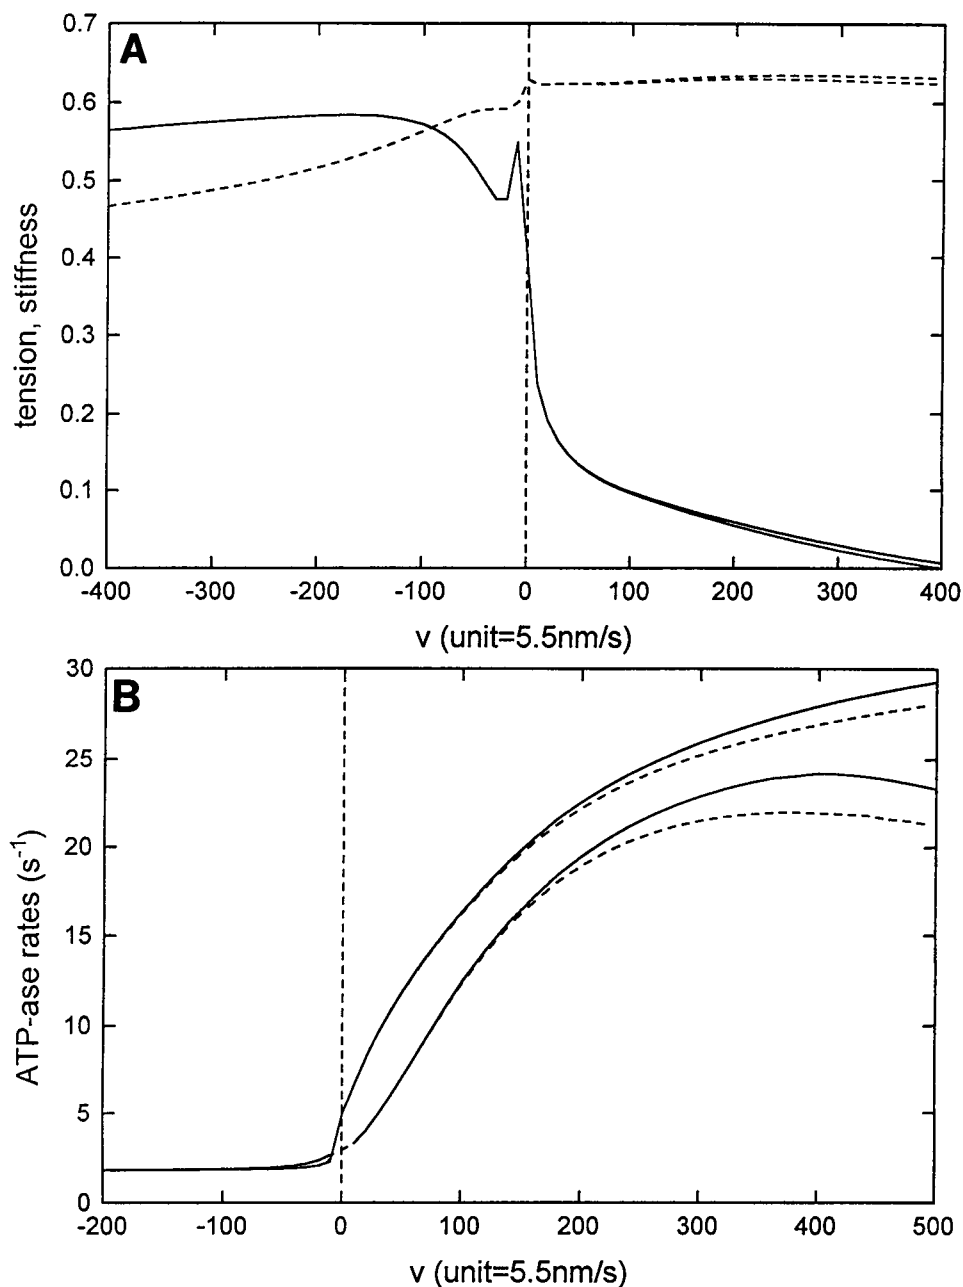 A
0.7
0.6
0.5
0.4
0.3
0.2
0.1
0.0
tension, stiffness
-400 -300 -200 -100 0 100 200 300 400
v (unit=5.5nm/s)
B
30
25
20
15
10
5
0
ATP-ase rates (s⁻¹)
-200 -100 0 100 200 300 400 500
v (unit=5.5nm/s)